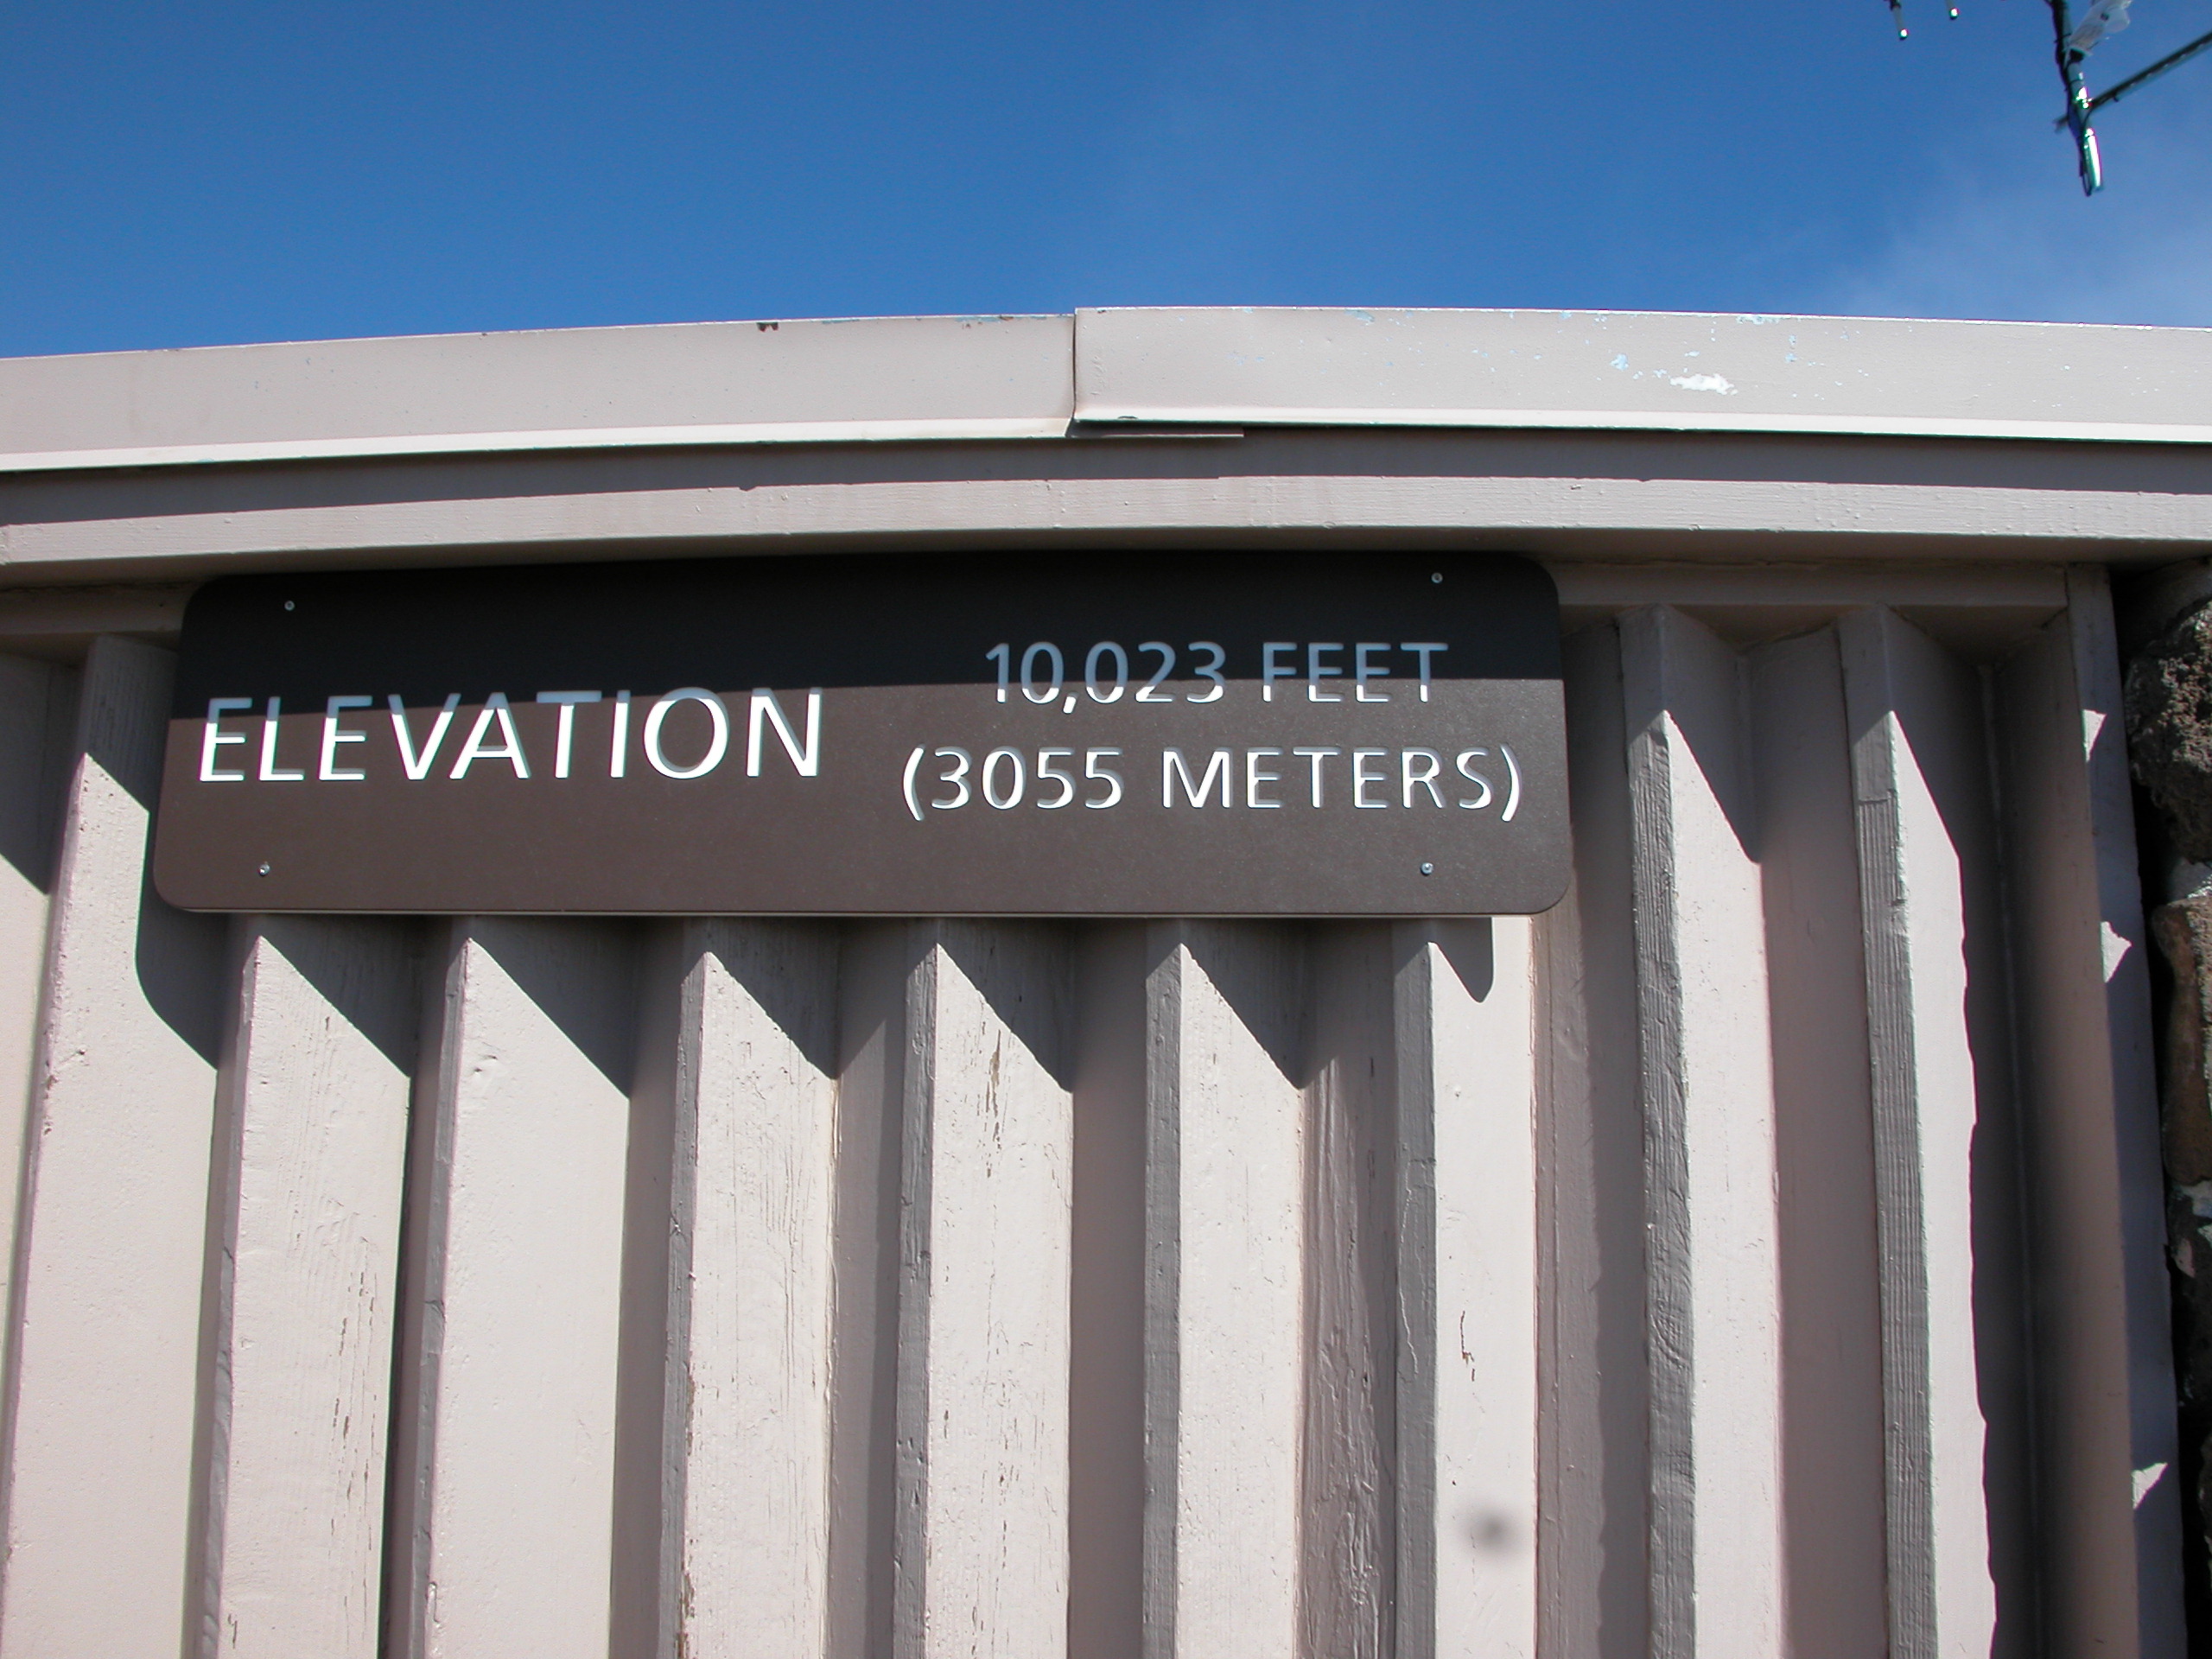 ELEVATION
10,023 FEET
(3055 METERS)